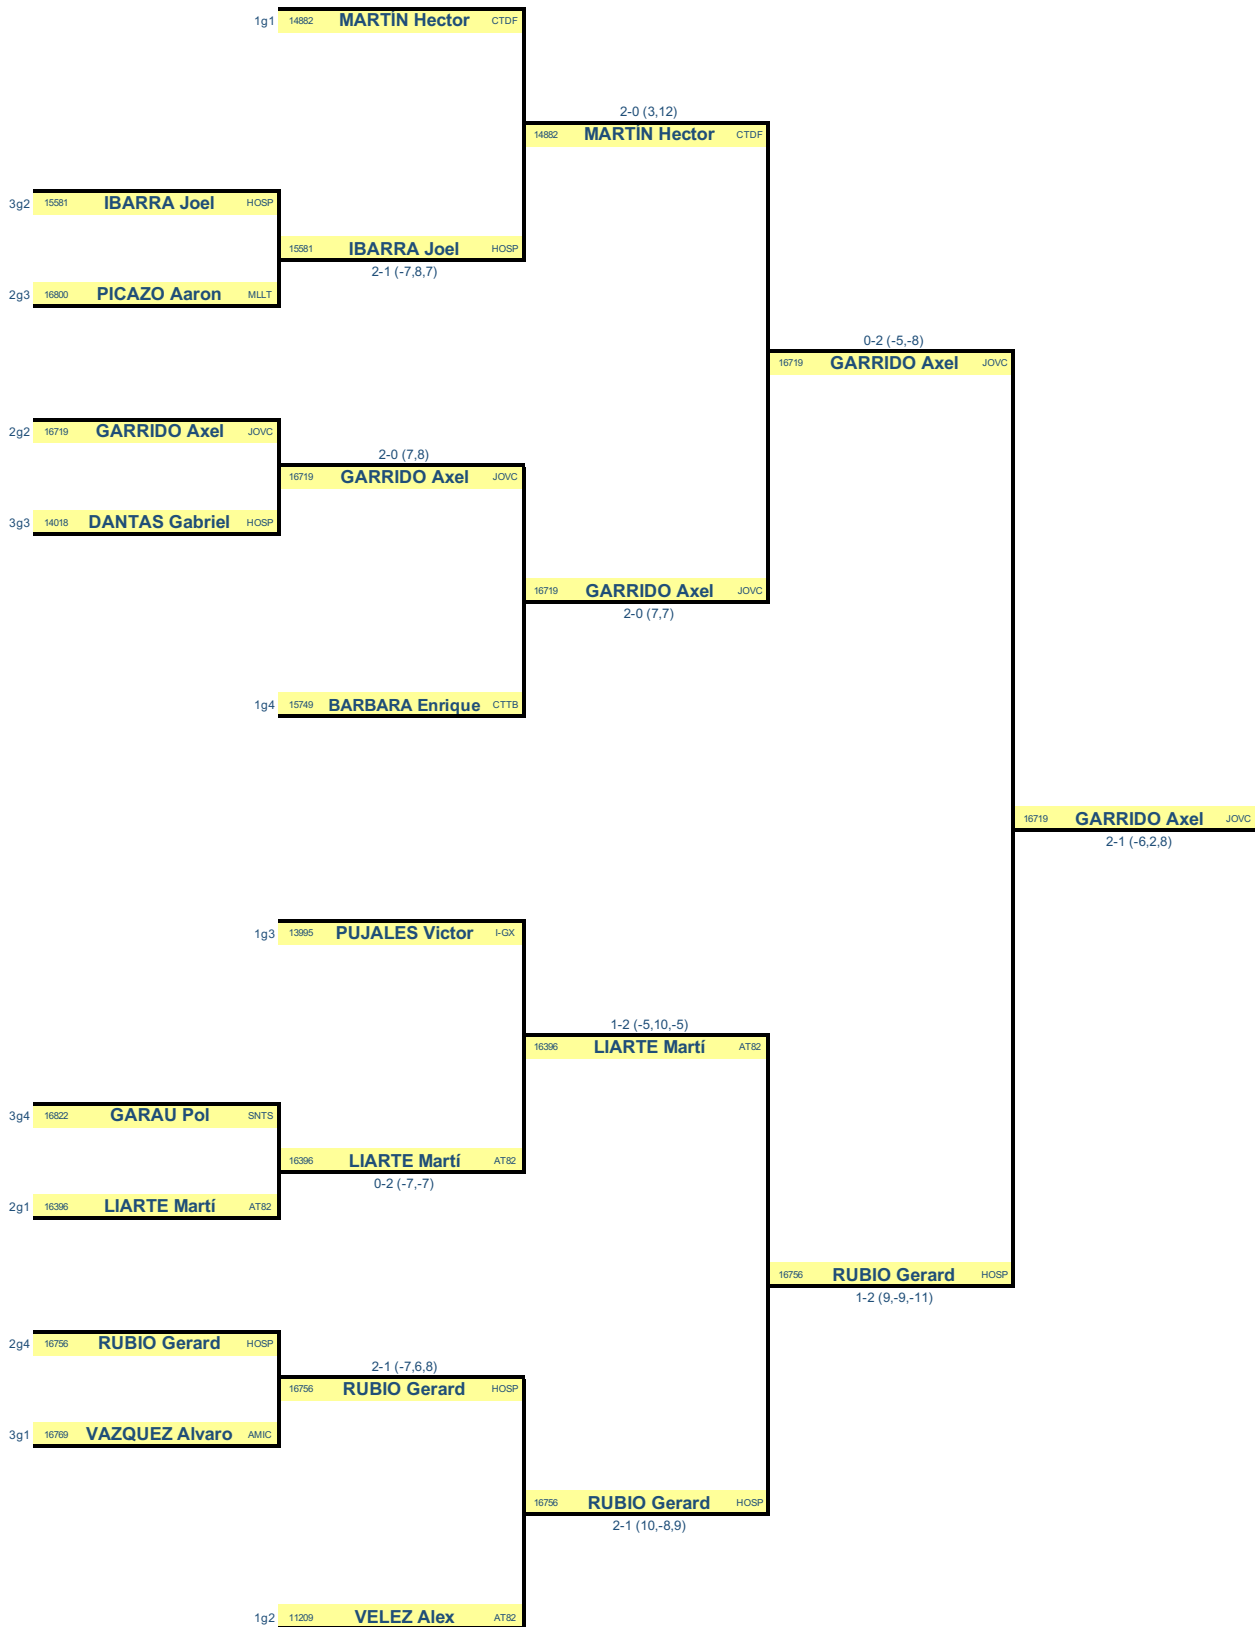 1g1 14882 MARTÍN Hector CTDF
2-0 (3,12)
14882 MARTÍN Hector CTDF
3g2 15581 IBARRA Joel HOSP
15581 IBARRA Joel HOSP
2-1 (-7,8,7)
2g3 16800 PICAZO Aaron MLLT
0-2 (-5,-8)
16719 GARRIDO Axel JOVC
2g2 16719 GARRIDO Axel JOVC
2-0 (7,8)
16719 GARRIDO Axel JOVC
3g3 14018 DANTAS Gabriel HOSP
16719 GARRIDO Axel JOVC
2-0 (7,7)
1g4 15749 BARBARA Enrique CTTB
16719 GARRIDO Axel JOVC
2-1 (-6,2,8)
1g3 13995 PUJALES Victor I-GX
1-2 (-5,10,-5)
16396 LIARTE Martí AT82
3g4 16822 GARAU Pol SNTS
16396 LIARTE Martí AT82
0-2 (-7,-7)
2g1 16396 LIARTE Martí AT82
16756 RUBIO Gerard HOSP
1-2 (9,-9,-11)
2g4 16756 RUBIO Gerard HOSP
2-1 (-7,6,8)
16756 RUBIO Gerard HOSP
3g1 16769 VAZQUEZ Alvaro AMIC
16756 RUBIO Gerard HOSP
2-1 (10,-8,9)
1g2 11209 VELEZ Alex AT82